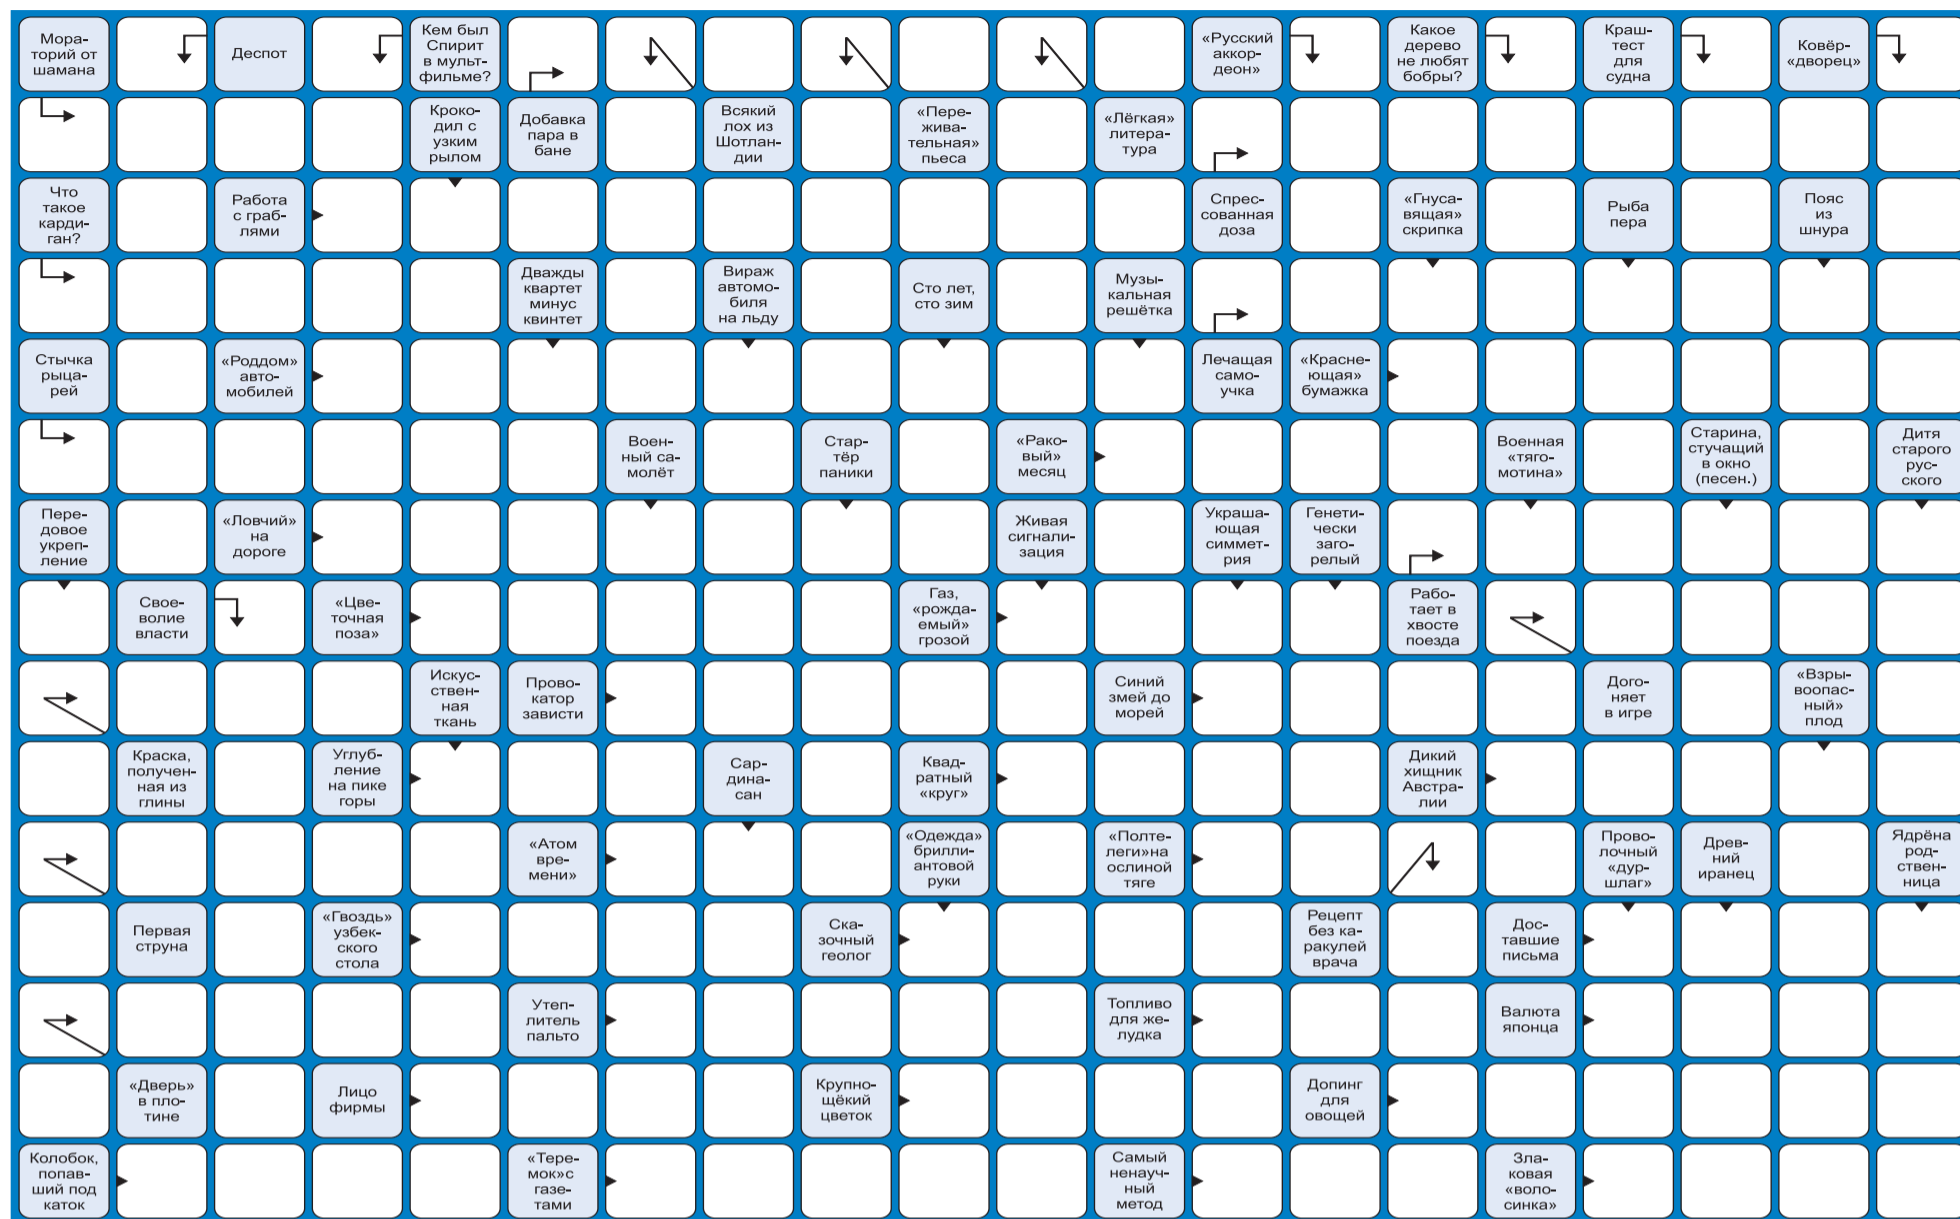 Мора-
торий от
шамана
Деспот
Кем был
Спирит
в мульт-
фильме?
«Русский
аккор-
деон»
Какое
дерево
не любят
бобры?
Краш-
тест
для
судна
Ковёр-
«дворец»
Кроко-
дил с
узким
рылом
Добавка
пара в
бане
Всякий
лох из
Шотлан-
дии
«Пере-
жива-
тельная»
пьеса
«Лёгкая»
литера-
тура
Что
такое
карди-
ган?
Работа
с граб-
лями
Спрес-
сованная
доза
«Гнуса-
вящая»
скрипка
Рыба
пера
Пояс
из
шнура
Дважды
квартет
минус
квинтет
Вираж
автомо-
биля
на льду
Сто лет,
сто зим
Музы-
кальная
решётка
Стычка
рыца-
рей
«Роддом»
авто-
мобилей
Лечащая
само-
учка
«Красне-
ющая»
бумажка
Воен-
ный са-
молёт
Стар-
тёр
паники
«Рако-
вый»
месяц
Военная
«тяго-
мотина»
Старина,
стучащий
в окно
(песен.)
Дитя
старого
рус-
ского
Пере-
довое
укреп-
ление
«Ловчий»
на
дороге
Живая
сигнали-
зация
Украша-
ющая
симмет-
рия
Генети-
чески
заго-
релый
Свое-
волие
власти
«Цве-
точная
поза»
Газ,
«рожда-
емый»
грозой
Рабо-
тает в
хвосте
поезда
Искус-
ствен-
ная
ткань
Прово-
катор
зависти
Синий
змей до
морей
Дого-
няет
в игре
«Взры-
воопас-
ный»
плод
Краска,
получен-
ная из
глины
Углуб-
ление
на пике
горы
Сар-
дина-
сан
Квад-
ратный
«круг»
Дикий
хищник
Австра-
лии
«Атом
вре-
мени»
«Одежда»
брилли-
антовой
руки
«Полте-
леги»на
ослиной
тяге
Прово-
лочный
«дур-
шлаг»
Древ-
ний
иранец
Ядрёна
род-
ствен-
ница
Первая
струна
«Гвоздь»
узбек-
ского
стола
Ска-
зочный
геолог
Рецепт
без ка-
ракулей
врача
Дос-
тавшие
письма
Утеп-
литель
пальто
Топливо
для же-
лудка
Валюта
японца
«Дверь»
в пло-
тине
Лицо
фирмы
Крупно-
щёкий
цветок
Допинг
для
овощей
Колобок,
попав-
ший под
каток
«Тере-
мок»с
газе-
тами
Самый
ненауч-
ный
метод
Зла-
ковая
«воло-
синка»